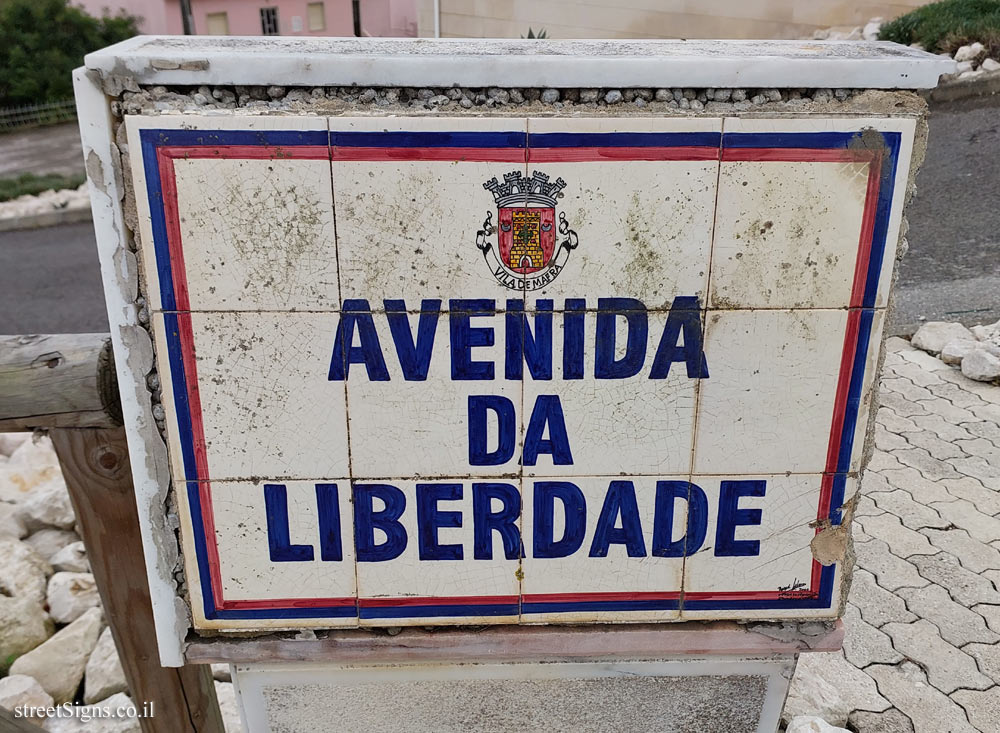 VILA DE MAFRA
AVENIDA
DA
LIBERDADE
streetSigns.co.il